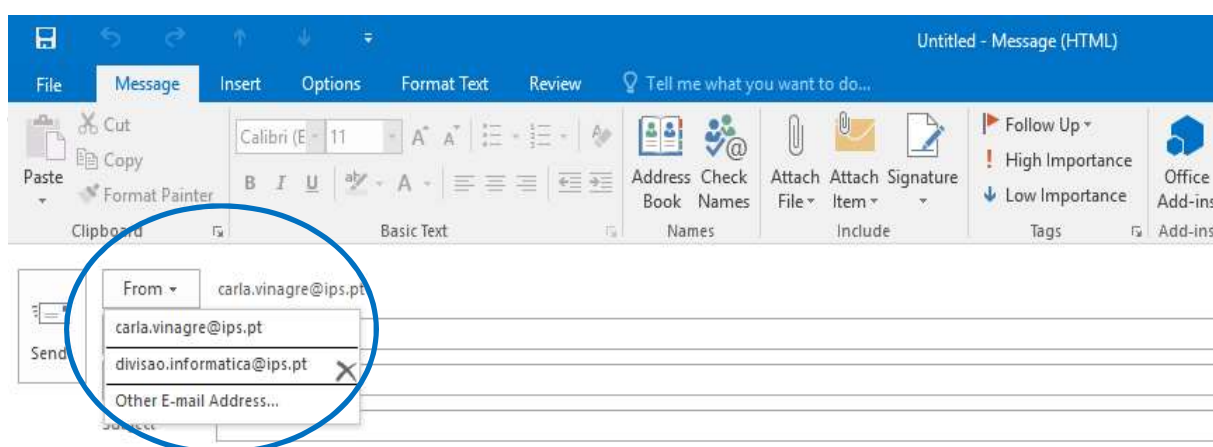 Untitled - Message (HTML)
File Message Insert Options Format Text Review Tell me what you want to do...
Cut
Copy
Format Painter
Paste
Clipboard
Calibri (E 11
B I U ab A
Basic Text
Address Book
Check Names
Names
Attach File
Attach Item
Signature
Include
Follow Up
High Importance
Low Importance
Tags
Office Add-ins
Add-ins
Send
From carla.vinagre@ips.pt
carla.vinagre@ips.pt
divisao.informatica@ips.pt
Other E-mail Address...
Subject